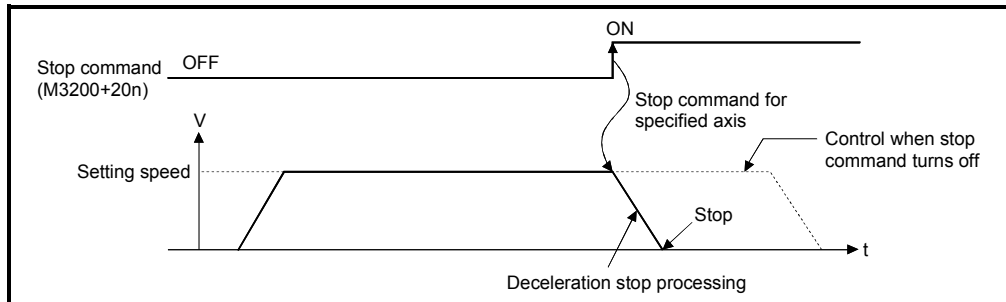 ON
OFF
Stop command
(M3200+20n)
Stop command for
specified axis
V
Control when stop
command turns off
Setting speed
Stop
t
Deceleration stop processing